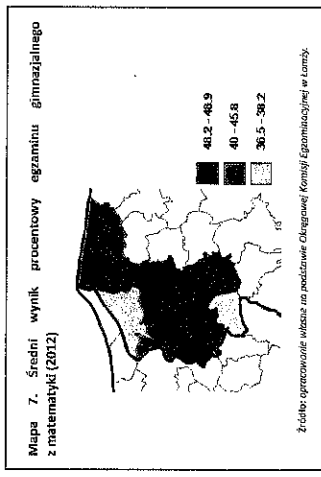 Mapa 7. Średni wynik procentowy egzaminu gimnazjalnego
z matematyki (2012)
48.2 – 48.9
40 – 45.8
36.5 – 38.2
Źródło: opracowanie własne na podstawie Okręgowej Komisji Egzaminacyjnej w Łomży.